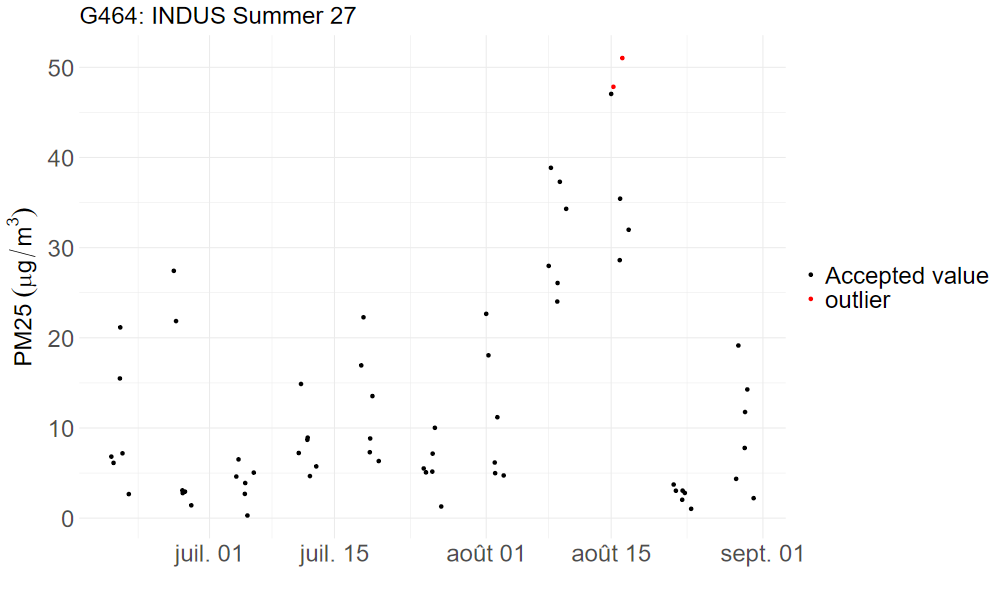 G464: INDUS Summer 27
PM25 (μg/m³)
50
40
30
20
10
0
juil. 01
juil. 15
août 01
août 15
sept. 01
Accepted value
outlier